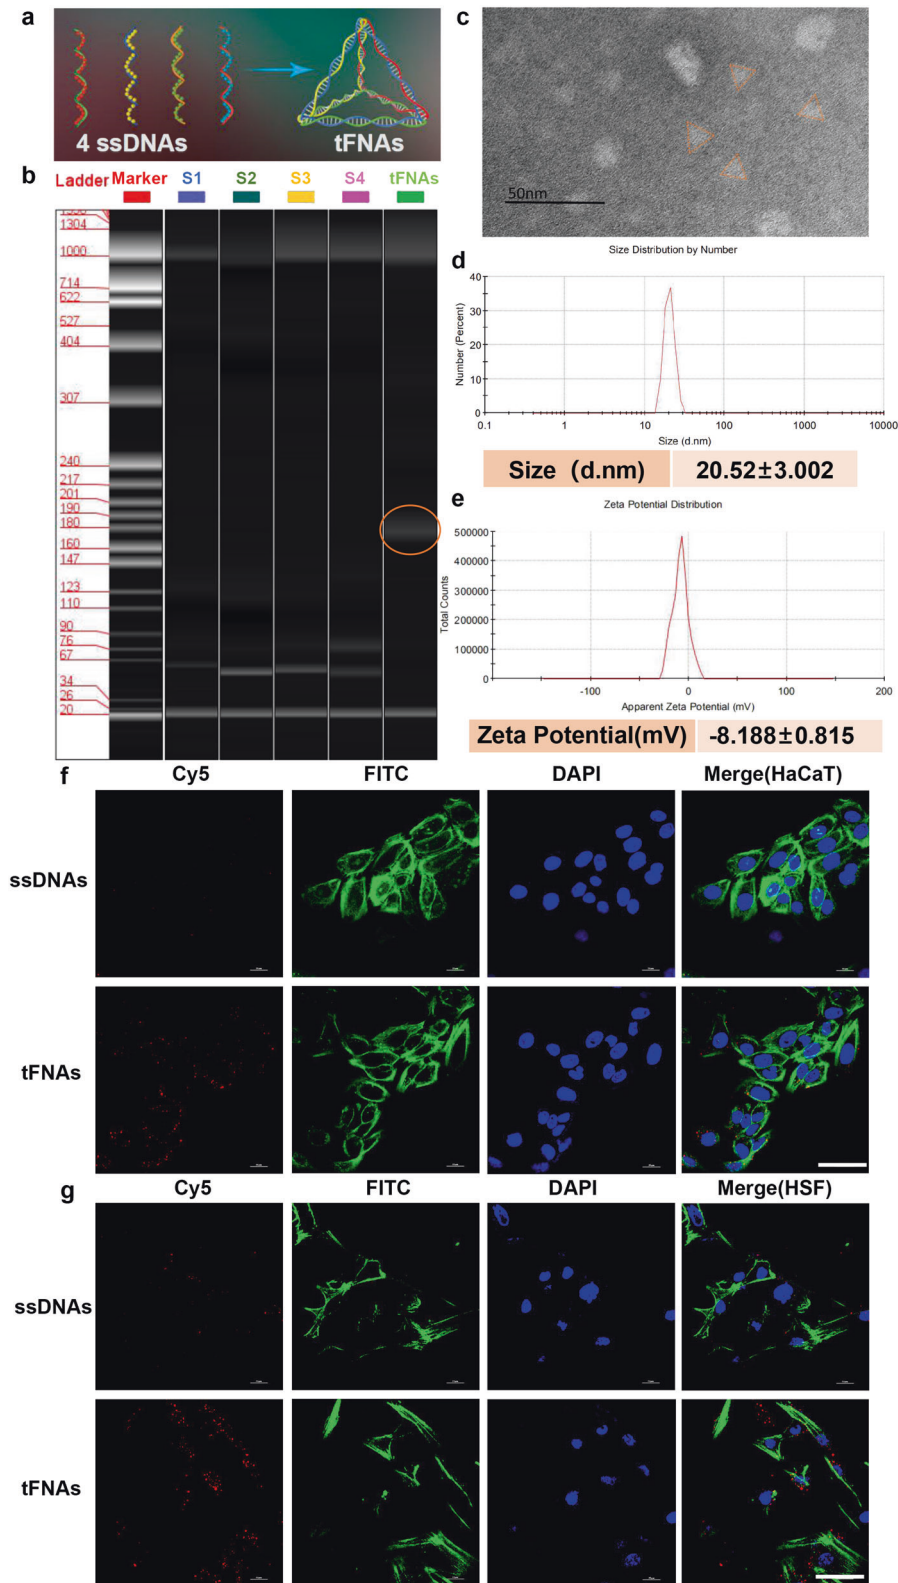 a
4 ssDNAs
tFNAs
b
Ladder
Marker
S1
S2
S3
S4
tFNAs
1304
1000
714
622
527
404
307
240
217
201
190
180
160
147
123
110
90
76
67
34
26
20
c
50nm
d
Size Distribution by Number
Number (Percent)
40
30
20
10
0
0.1
1
10
100
1000
10000
Size (d.nm)
Size (d.nm)
20.52±3.002
e
Zeta Potential Distribution
Total Counts
500000
400000
300000
200000
100000
0
-100
0
100
200
Apparent Zeta Potential (mV)
Zeta Potential(mV)
-8.188±0.815
f
Cy5
FITC
DAPI
Merge(HaCaT)
ssDNAs
tFNAs
g
Cy5
FITC
DAPI
Merge(HSF)
ssDNAs
tFNAs